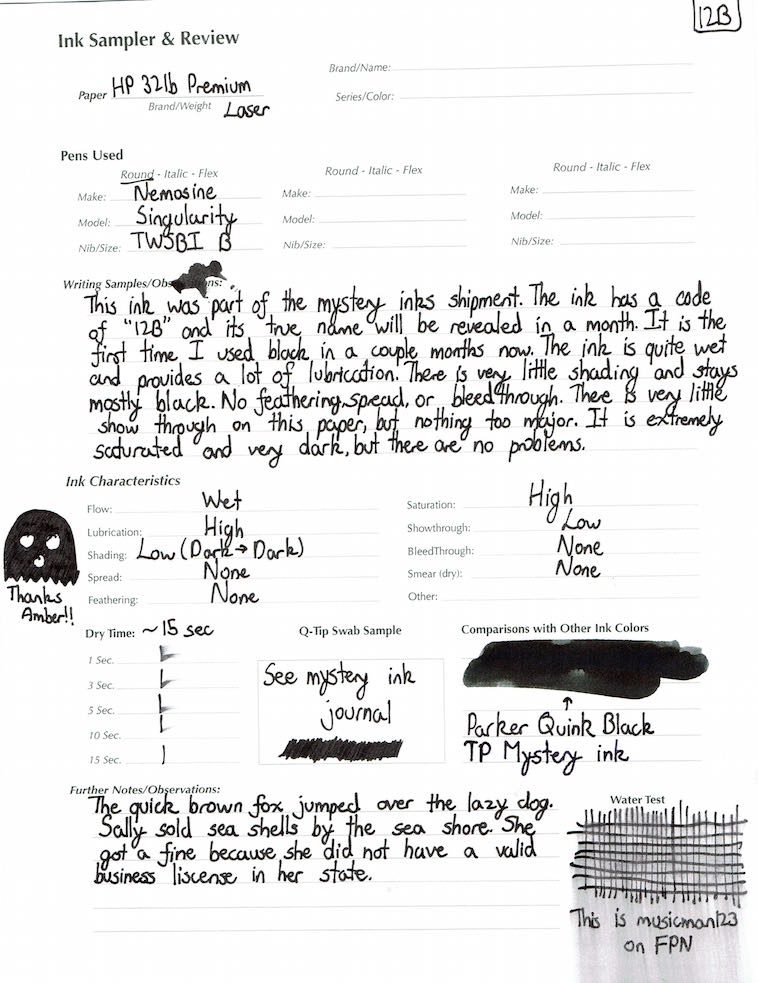 12B
Ink Sampler & Review
Brand/Name:
Paper HP 32lb Premium
Series/Color:
Brand/Weight Laser
Pens Used
Round - Italic - Flex
Round - Italic - Flex
Round - Italic - Flex
Make: Nemosine
Make:
Make:
Model: Singularity
Model:
Model:
Nib/Size: TWSBI B
Nib/Size:
Nib/Size:
Writing Samples/Obs ns:
This ink was part of the mystery inks shipment. The ink has a code
of "12B" and its true name will be revealed in a month. It is the
first time I used black in a couple months now. The ink is quite wet
and provides a lot of lubrication. There is very little shading and stays
mostly black. No feathering, spread, or bleedthrough. There is very little
show through on this paper, but nothing too major. It is extremely
saturated and very dark, but there are no problems.
Ink Characteristics
Flow: Wet
Saturation: High
Lubrication: High
Showthrough: Low
Shading: Low (Dark → Dark)
BleedThrough: None
Spread: None
Smear (dry): None
Feathering: None
Other:
Thanks
Amber!!
Dry Time: ~15 sec
1 Sec.
3 Sec.
5 Sec.
10 Sec.
15 Sec.
Q-Tip Swab Sample
See mystery ink
journal
Comparisons with Other Ink Colors
↑
Parker Quink Black
TP Mystery ink
Further Notes/Observations:
The quick brown fox jumped over the lazy dog.
Sally sold sea shells by the sea shore. She
got a fine because she did not have a valid
business liscense in her state.
Water Test
This is musicman123
on FPN